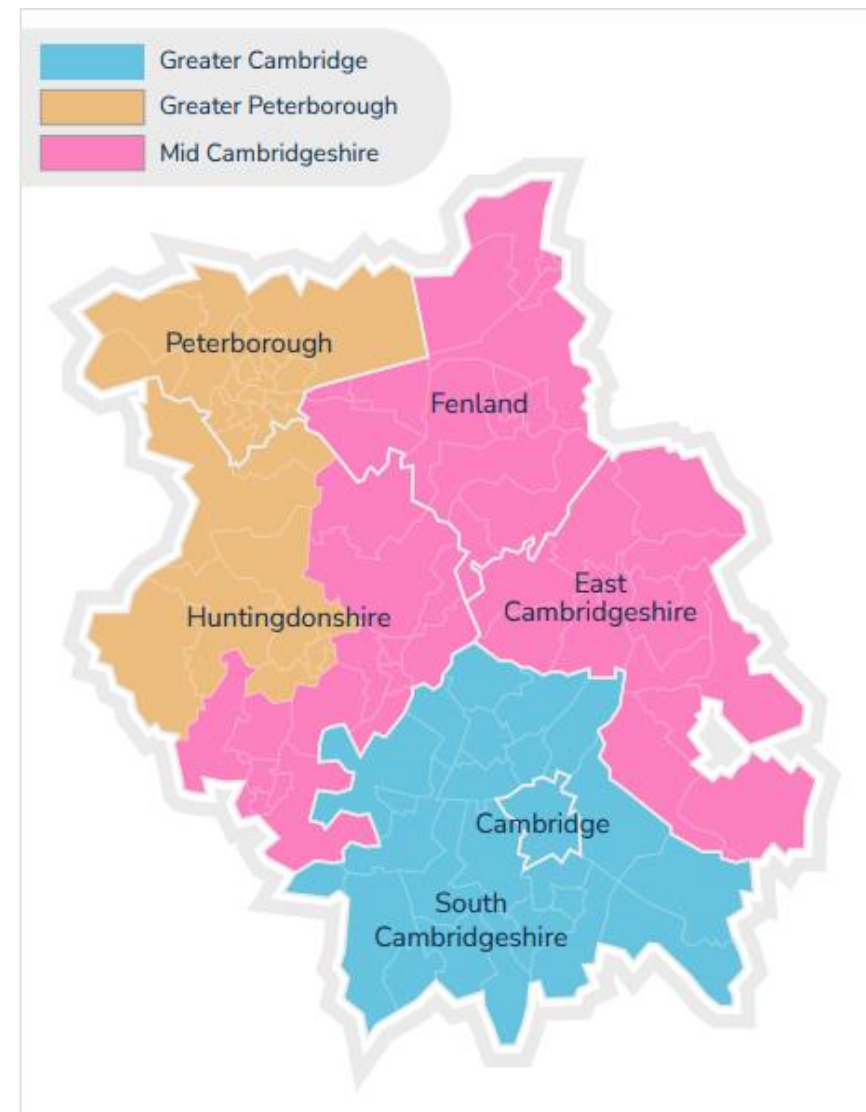 Greater Cambridge
Greater Peterborough
Mid Cambridgeshire
Peterborough
Fenland
East
Cambridgeshire
Huntingdonshire
Cambridge
South
Cambridgeshire